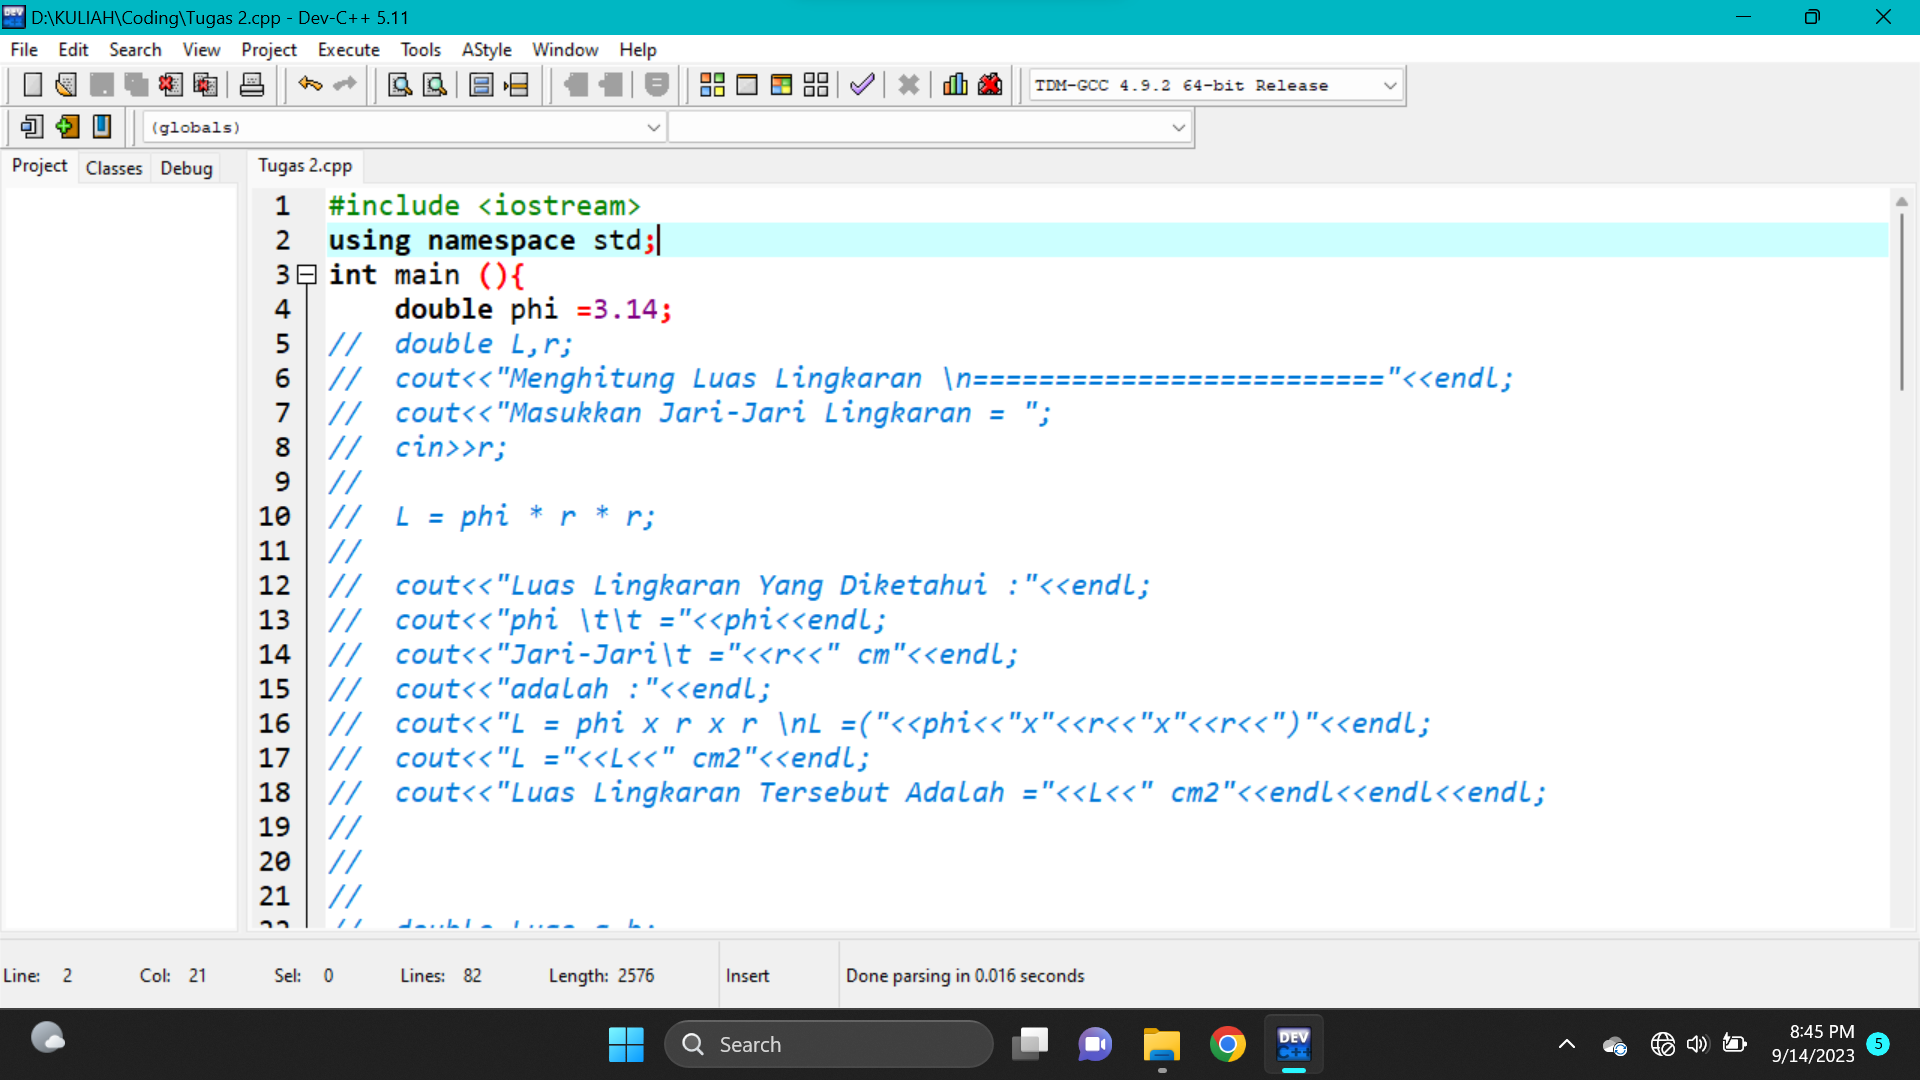 D:\KULIAH\Coding\Tugas 2.cpp - Dev-C++ 5.11
File Edit Search View Project Execute Tools AStyle Window Help
TDM-GCC 4.9.2 64-bit Release
(globals)
Project Classes Debug Tugas 2.cpp
1 #include <iostream>
2 using namespace std;
3 int main (){
4 double phi =3.14;
5 // double L,r;
6 // cout<<"Menghitung Luas Lingkaran \n========================="<<endl;
7 // cout<<"Masukkan Jari-Jari Lingkaran = ";
8 // cin>>r;
9 //
10 // L = phi * r * r;
11 //
12 // cout<<"Luas Lingkaran Yang Diketahui :"<<endl;
13 // cout<<"phi \t\t ="<<phi<<endl;
14 // cout<<"Jari-Jari\t ="<<r<<" cm"<<endl;
15 // cout<<"adalah :"<<endl;
16 // cout<<"L = phi x r x r \nL =("<<phi<<"x"<<r<<"x"<<r<<")"<<endl;
17 // cout<<"L ="<<L<<" cm2"<<endl;
18 // cout<<"Luas Lingkaran Tersebut Adalah ="<<L<<" cm2"<<endl<<endl<<endl;
19 //
20 //
21 //
Line: 2 Col: 21 Sel: 0 Lines: 82 Length: 2576 Insert Done parsing in 0.016 seconds
Search
DEV C++
8:45 PM
9/14/2023
5